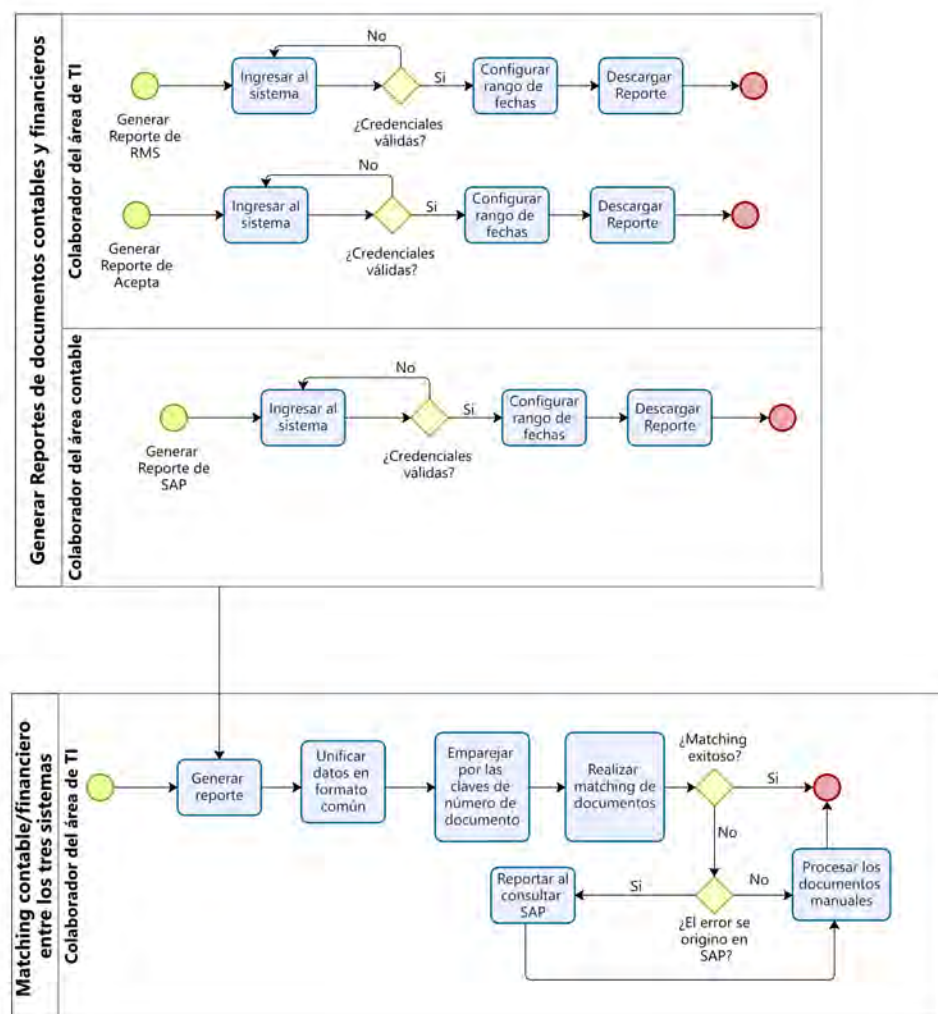 Generar Reportes de documentos contables y financieros
Colaborador del área de TI
No
Ingresar al
sistema
Si
Configurar
rango de
fechas
Descargar
Reporte
Generar
Reporte de
RMS
¿Credenciales
válidas?
No
Ingresar al
sistema
Si
Configurar
rango de
fechas
Descargar
Reporte
Generar
Reporte de
Acepta
¿Credenciales
válidas?
Colaborador del área contable
No
Ingresar al
sistema
Si
Configurar
rango de
fechas
Descargar
Reporte
Generar
Reporte de
SAP
¿Credenciales
válidas?
Matching contable/financiero
entre los tres sistemas
Colaborador del área de TI
Generar
reporte
Unificar
datos en
formato
común
Emparejar
por las
claves de
número de
documento
Realizar
matching de
documentos
¿Matching
exitoso?
Si
No
Reportar al
consultar
SAP
Si
No
Procesar los
documentos
manuales
¿El error se
origino en
SAP?